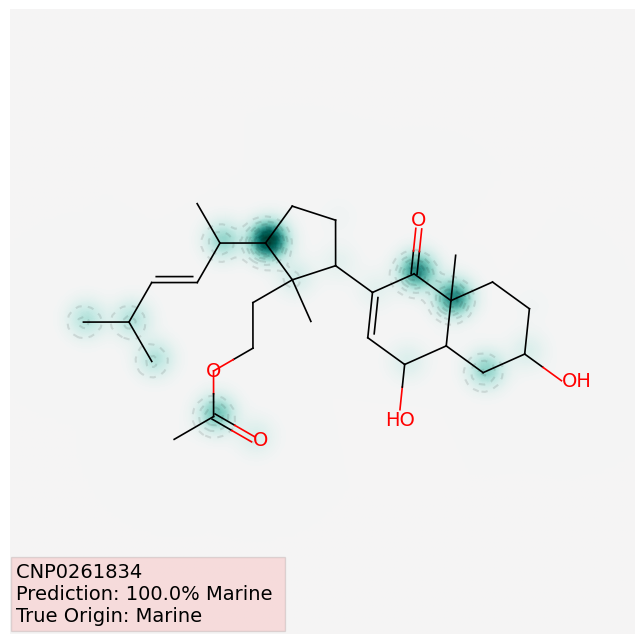 O
O
OH
HO
O
CNP0261834
Prediction: 100.0% Marine
True Origin: Marine